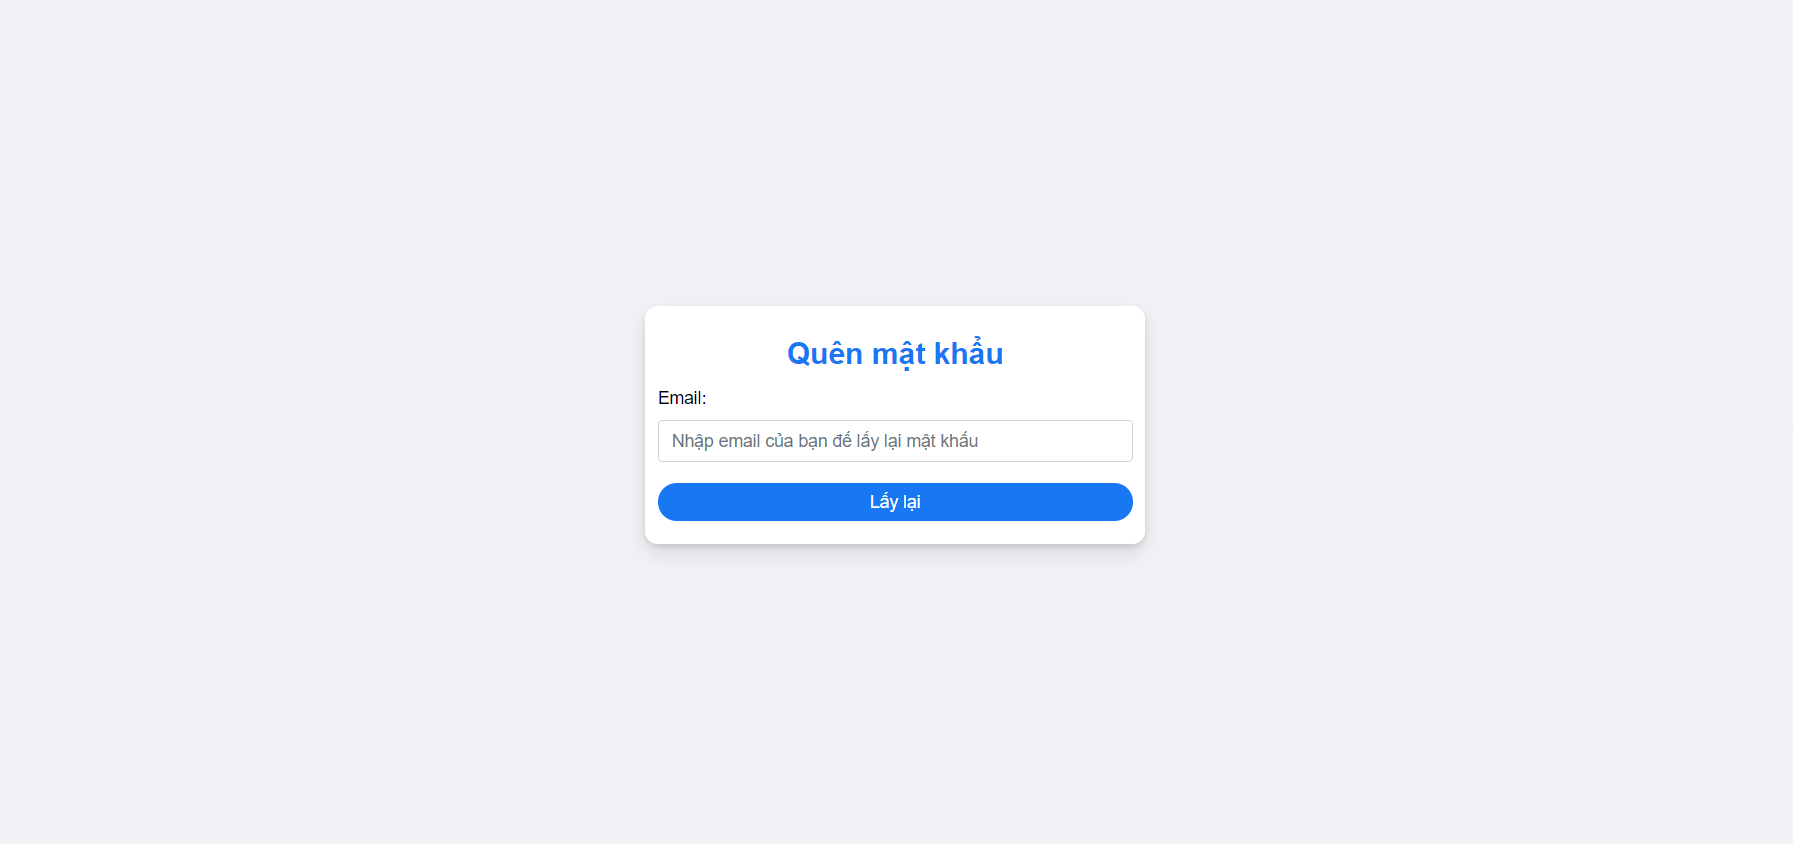 Quên mật khẩu
Email:
Nhập email của bạn để lấy lại mật khẩu
Lấy lại